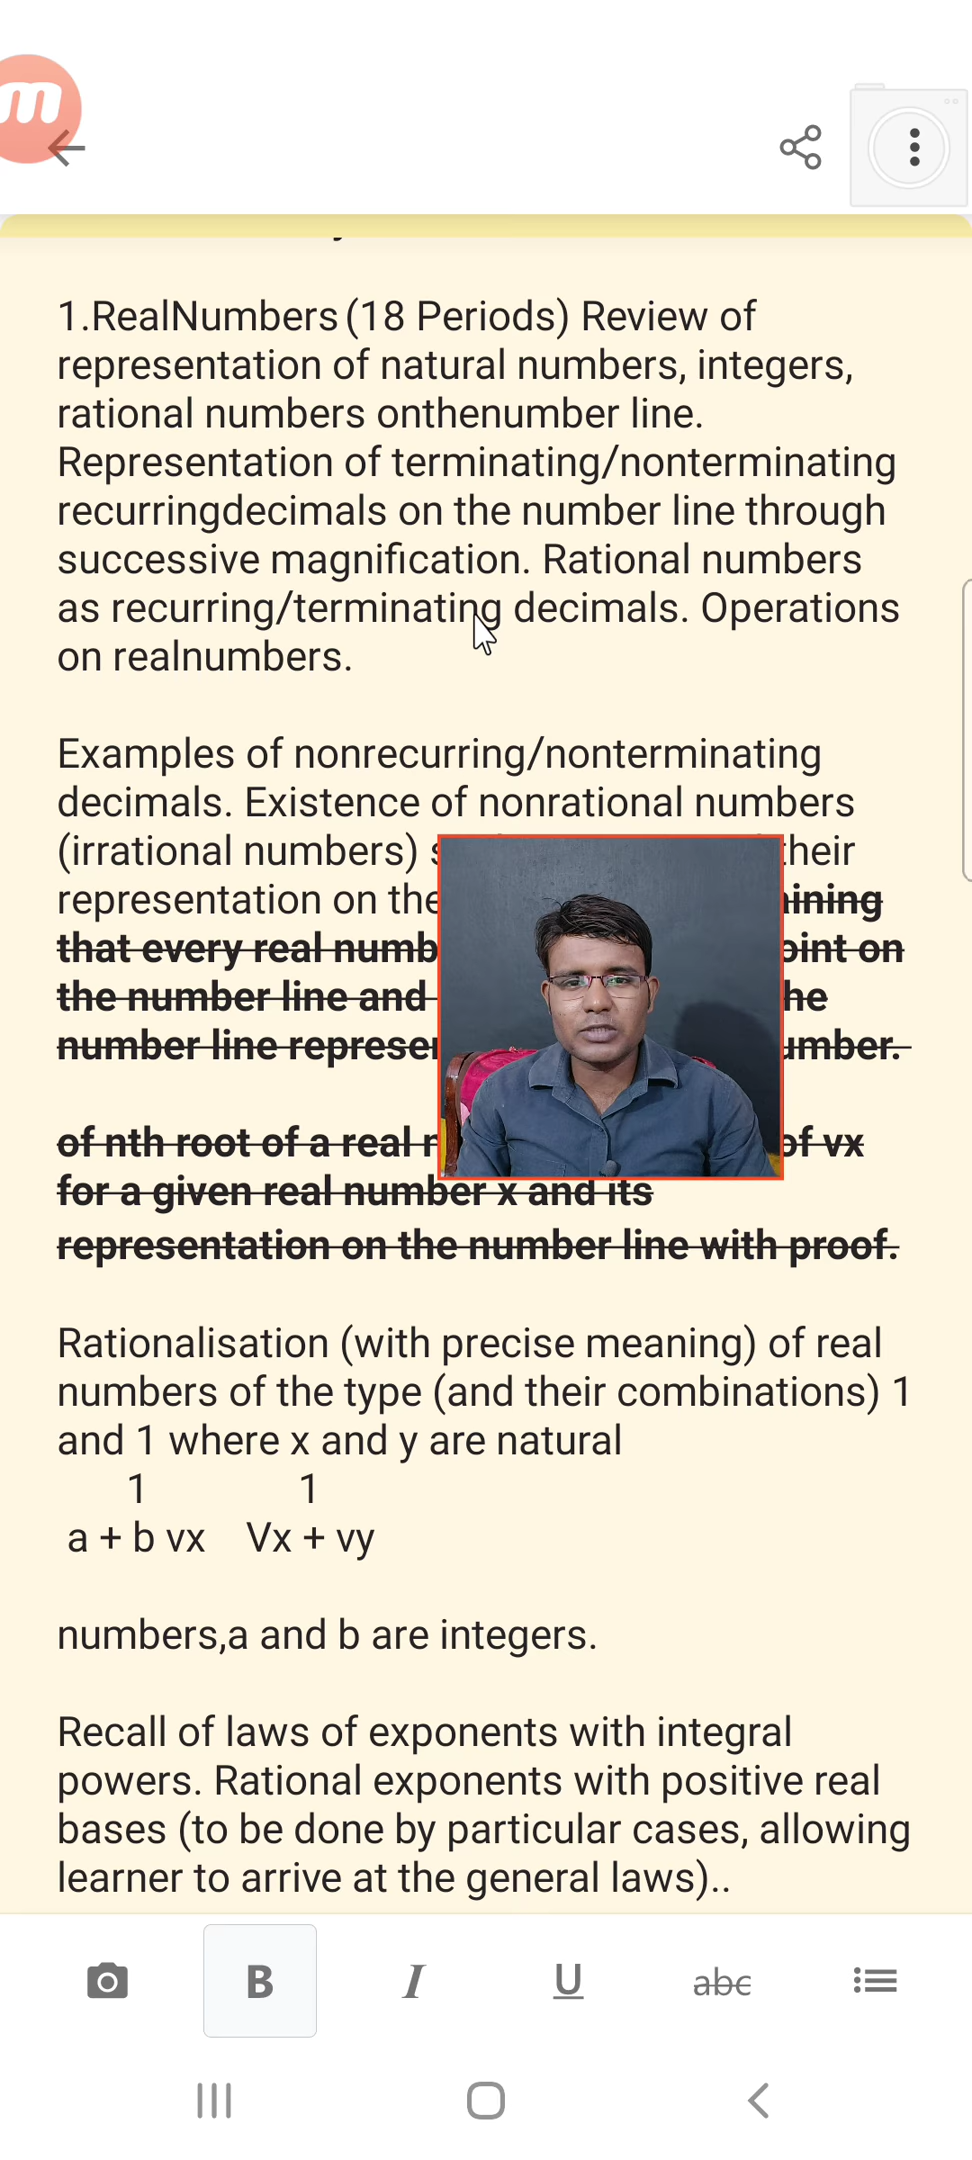 m
1.RealNumbers (18 Periods) Review of
representation of natural numbers, integers,
rational numbers onthenumber line.
Representation of terminating/nonterminating
recurringdecimals on the number line through
successive magnification. Rational numbers
as recurring/terminating decimals. Operations
on realnumbers.
Examples of nonrecurring/nonterminating
decimals. Existence of nonrational numbers
(irrational numbers) their
representation on the
that every real on
the number line and
number line
of nth root of a real of vx
for a given real number x and its
representation on the number line with proof.
Rationalisation (with precise meaning) of real
numbers of the type (and their combinations) 1
and 1 where x and y are natural
1 1
a + b vx Vx + vy
numbers,a and b are integers.
Recall of laws of exponents with integral
powers. Rational exponents with positive real
bases (to be done by particular cases, allowing
learner to arrive at the general laws)..
B I U abc